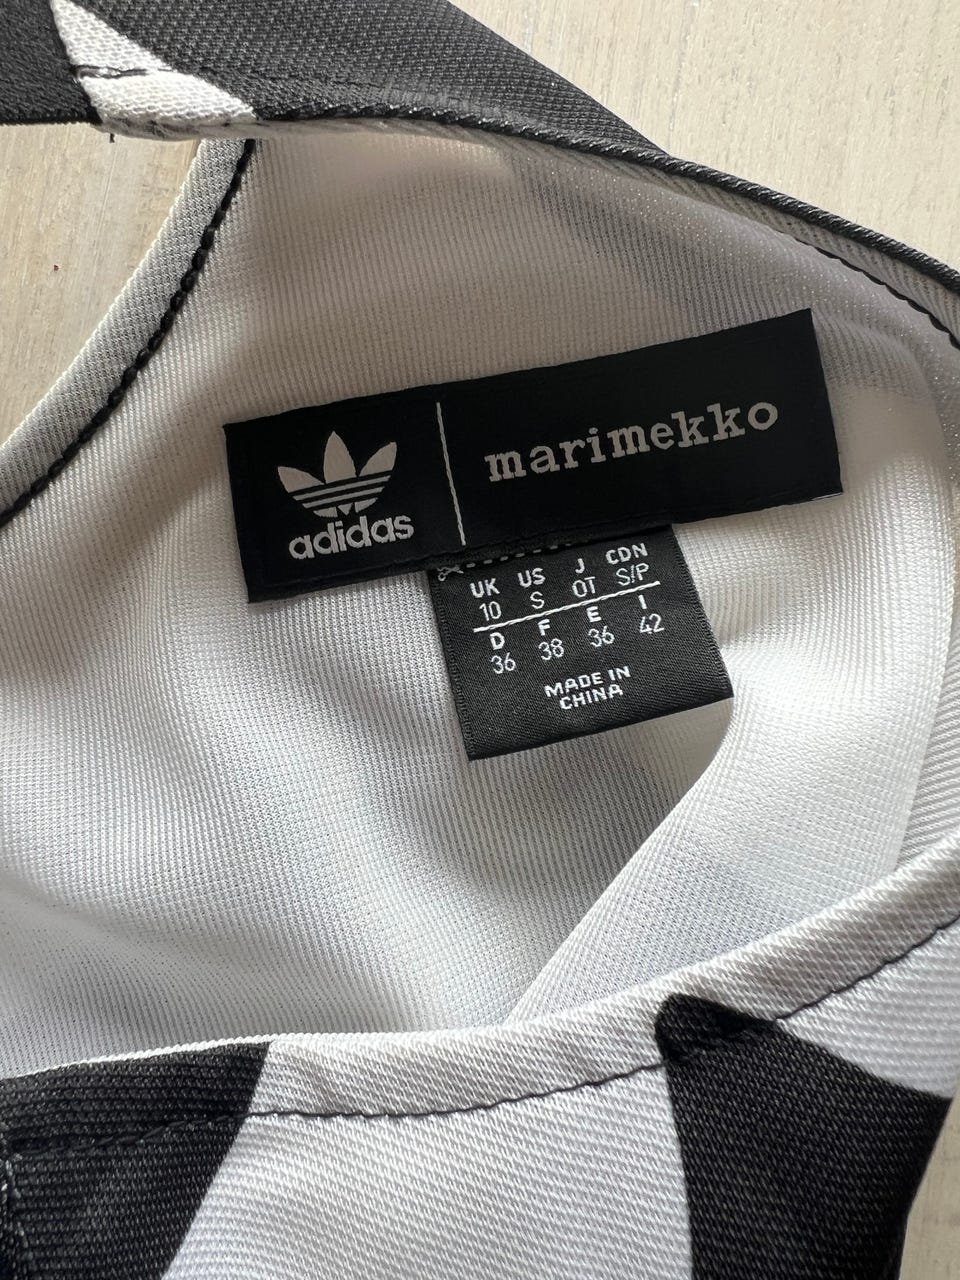 adidas
marimekko
UK US J CDN
10 S OT S/P
D F E I
36 38 36 42
MADE IN
CHINA